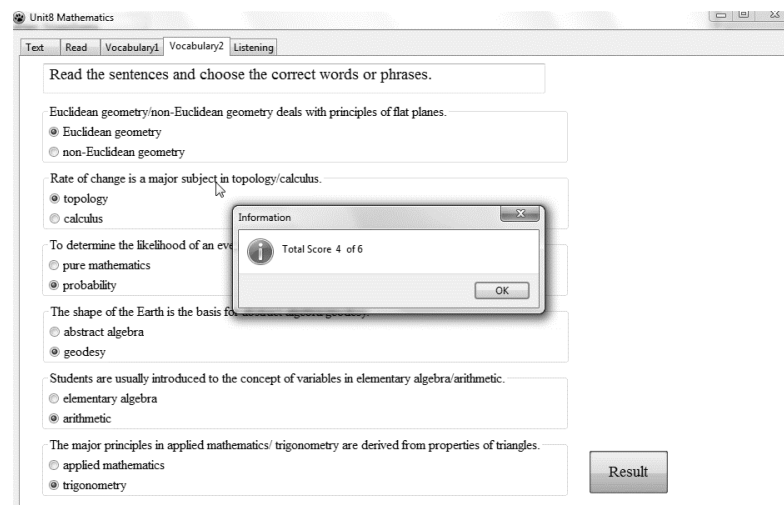 Unit8 Mathematics
Text Read Vocabulary1 Vocabulary2 Listening
Read the sentences and choose the correct words or phrases.
Euclidean geometry/non-Euclidean geometry deals with principles of flat planes.
Euclidean geometry
non-Euclidean geometry
Rate of change is a major subject in topology/calculus.
topology
calculus
To determine the likelihood of an eve
pure mathematics
probability
Information
Total Score 4 of 6
OK
The shape of the Earth is the basis for abstract algebra/geodesy.
abstract algebra
geodesy
Students are usually introduced to the concept of variables in elementary algebra/arithmetic.
elementary algebra
arithmetic
The major principles in applied mathematics/ trigonometry are derived from properties of triangles.
applied mathematics
trigonometry
Result